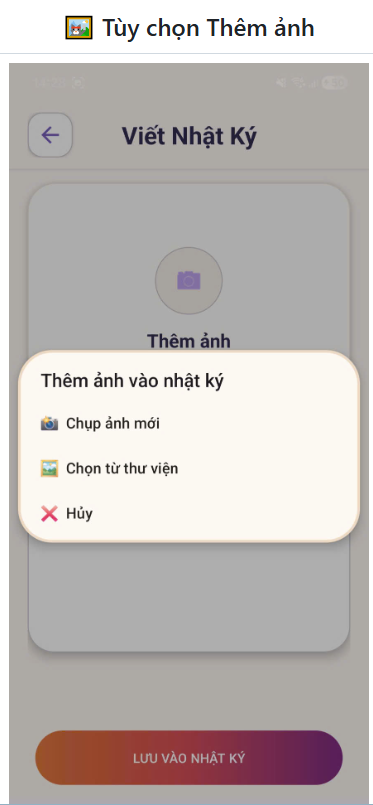 Tùy chọn Thêm ảnh
Viết Nhật Ký
Thêm ảnh
Thêm ảnh vào nhật ký
Chụp ảnh mới
Chọn từ thư viện
Hủy
LƯU VÀO NHẬT KÝ